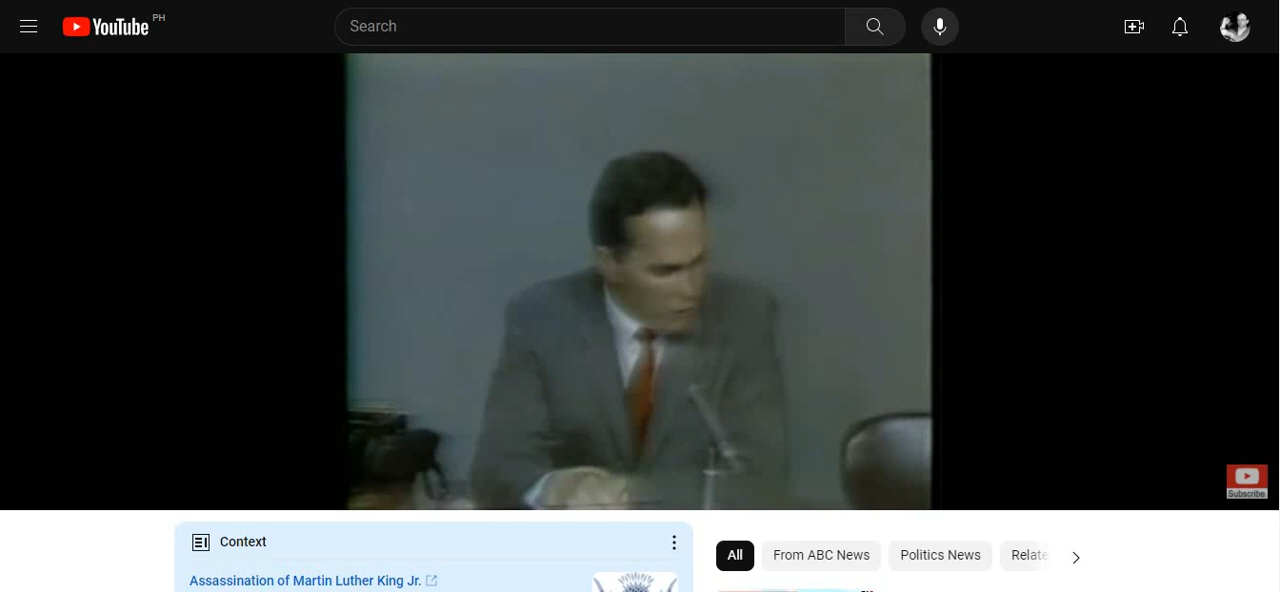 YouTube PH
Search
Subscribe
Context
Assassination of Martin Luther King Jr.
All
From ABC News
Politics News
Relate